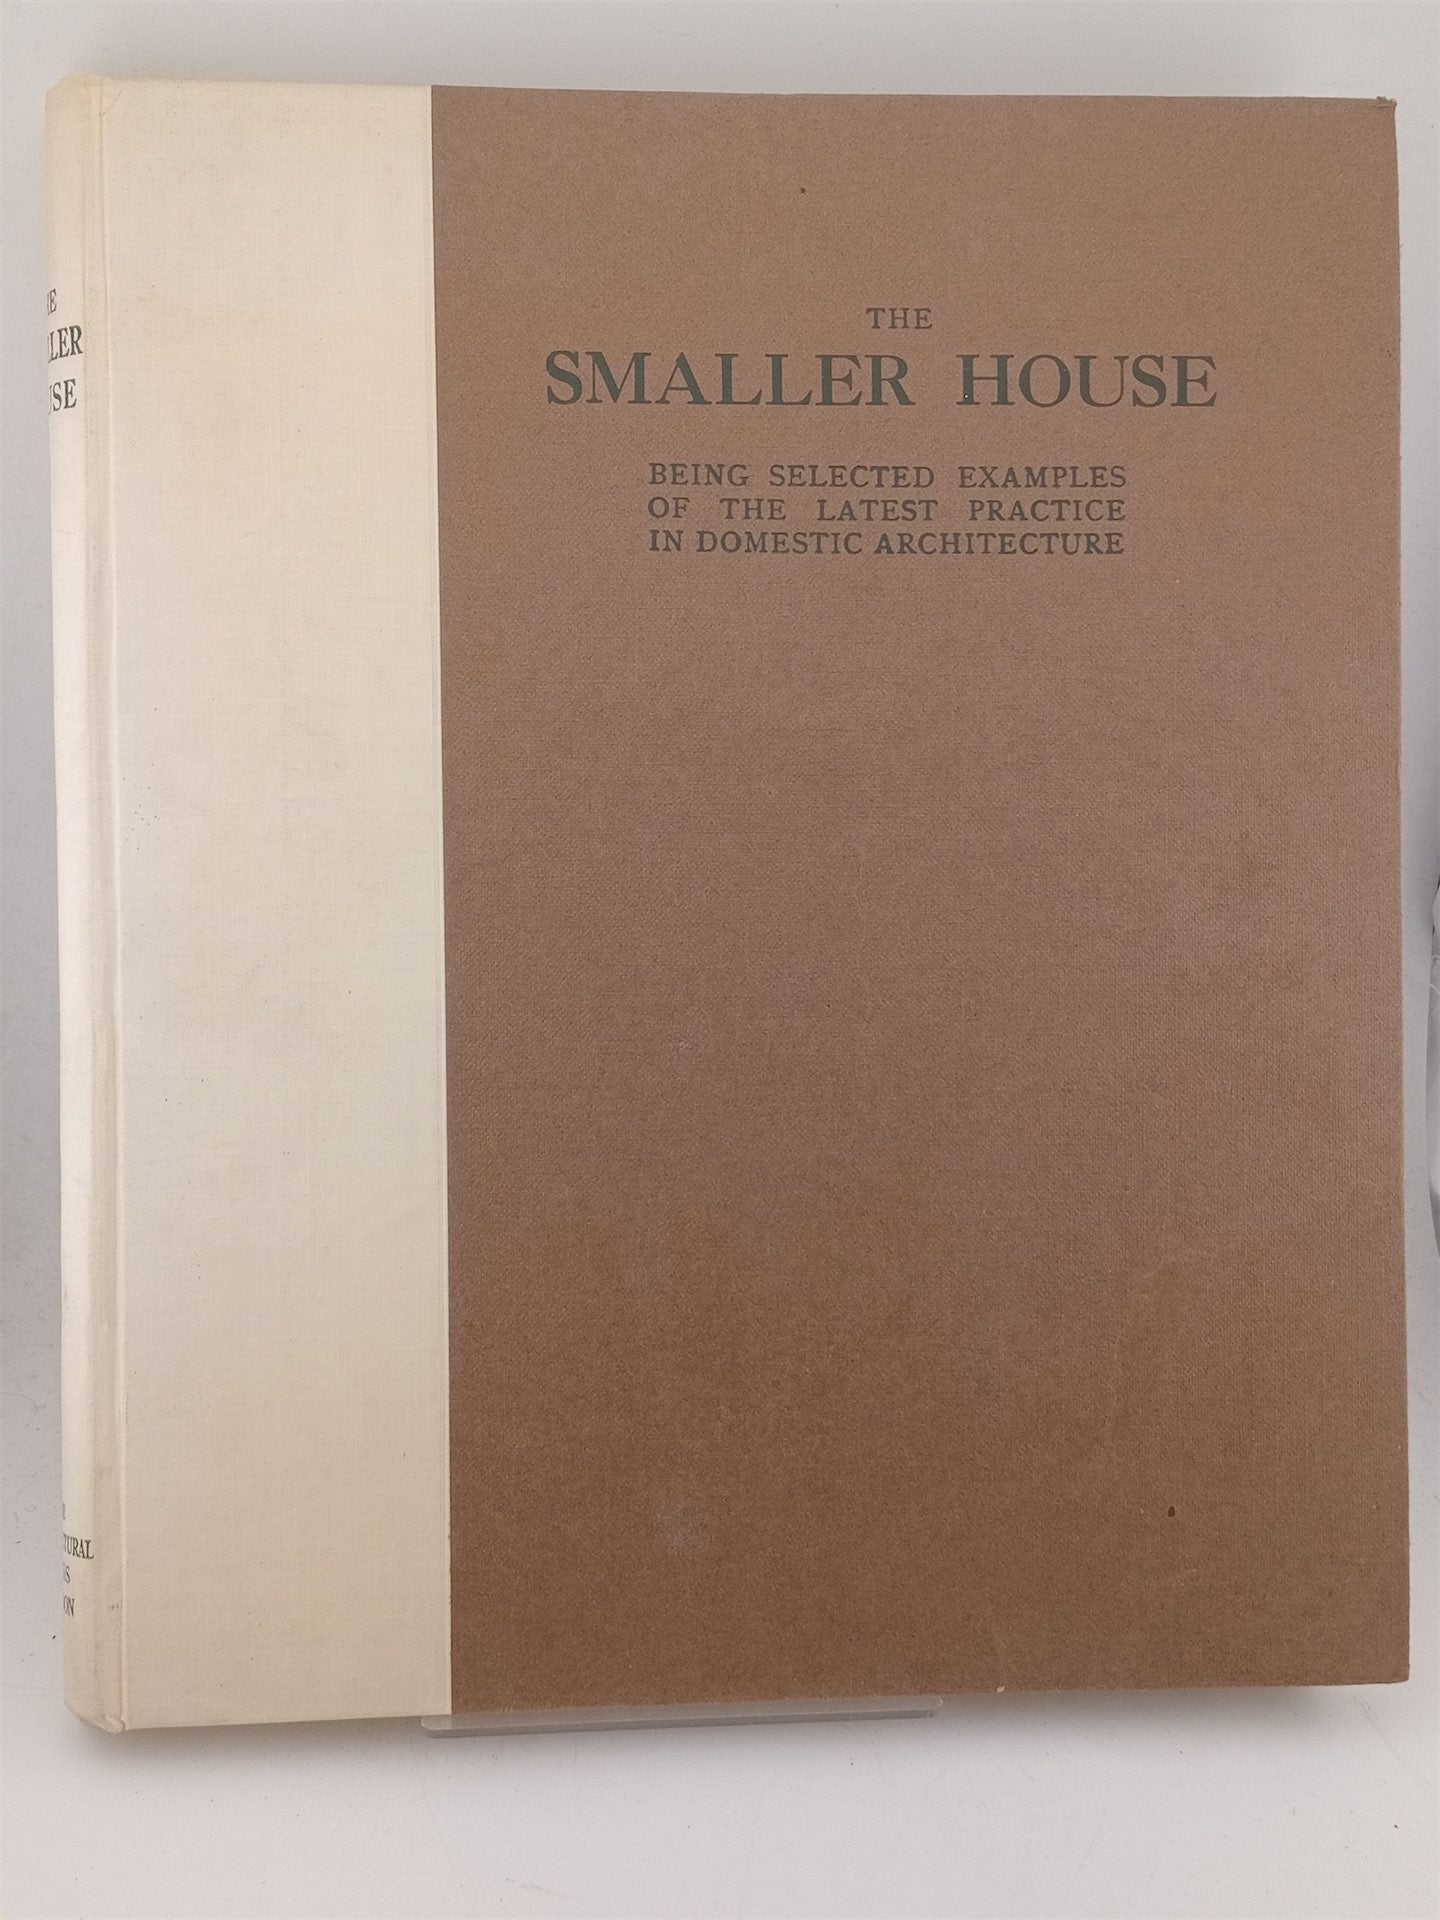 THE
SMALLER HOUSE
BEING SELECTED EXAMPLES
OF THE LATEST PRACTICE
IN DOMESTIC ARCHITECTURE